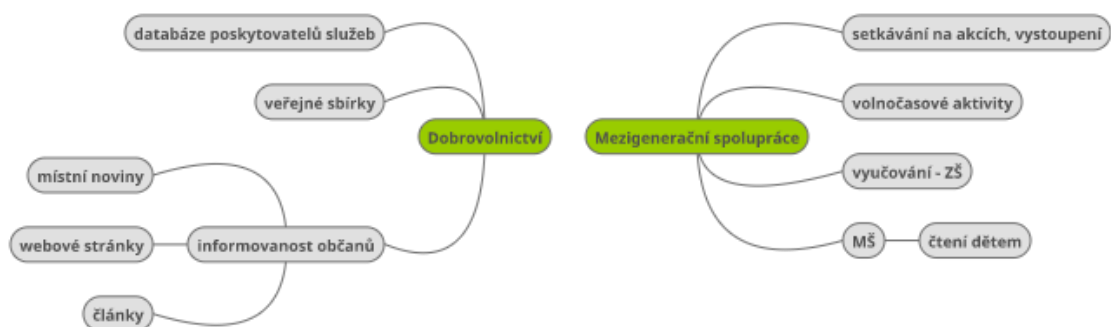 databáze poskytovatelů služeb
veřejné sbírky
Dobrovolnictví
místní noviny
webové stránky
informovanost občanů
články
setkávání na akcích, vystoupení
volnočasové aktivity
Mezigenerační spolupráce
vyučování - ZŠ
MŠ
čtení dětem